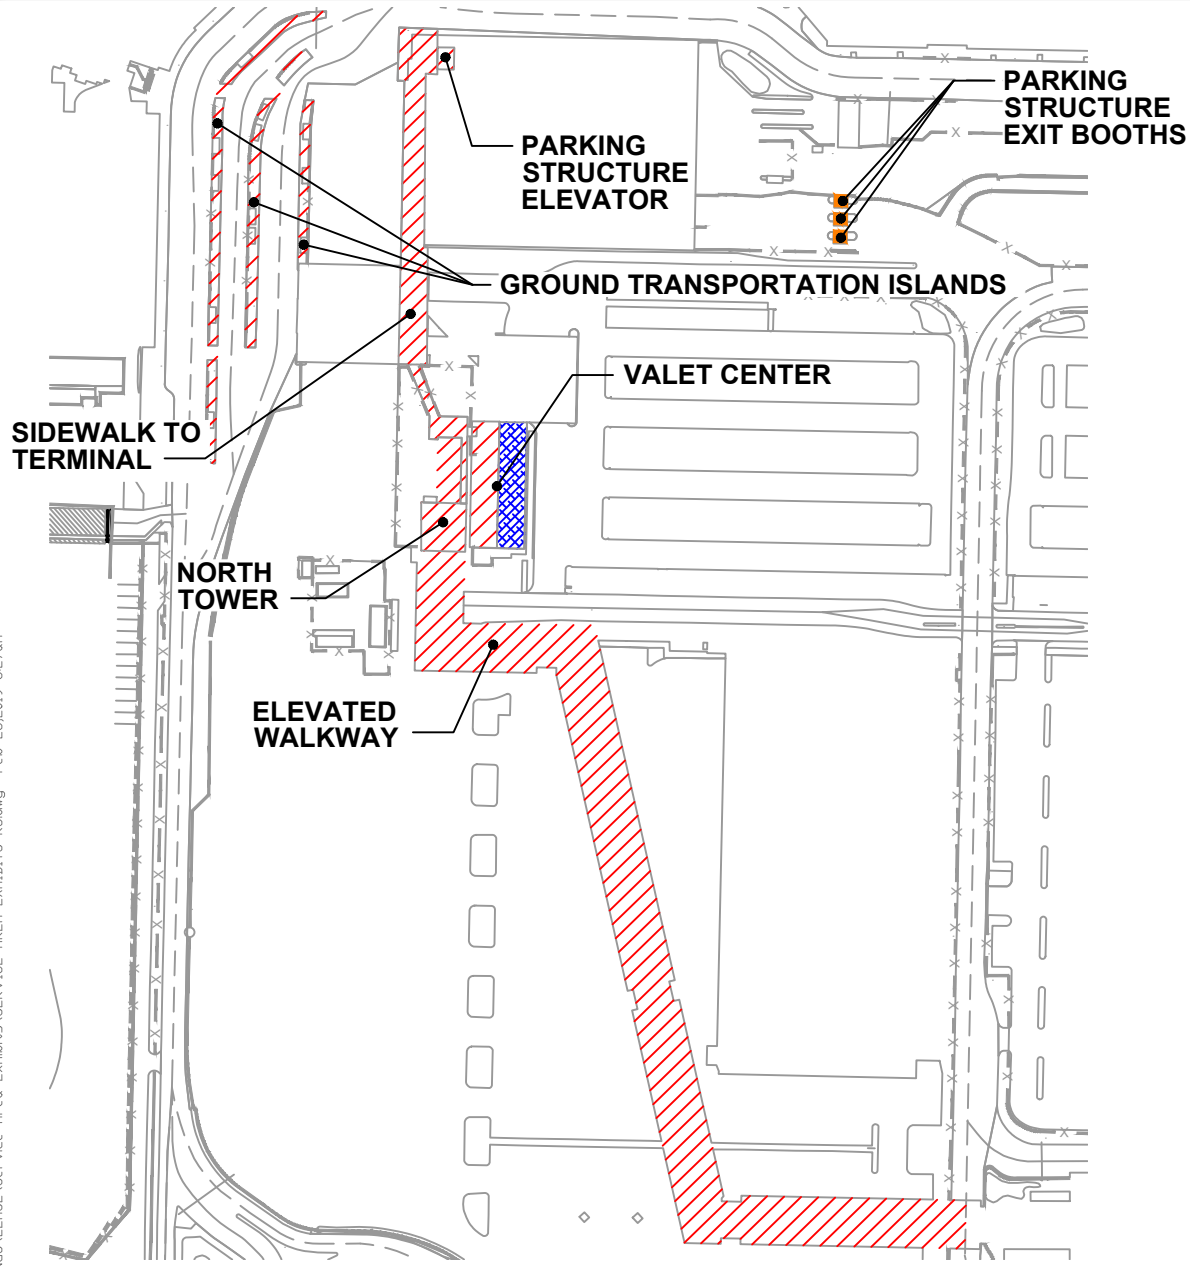 PARKING
STRUCTURE
EXIT BOOTHS
PARKING
STRUCTURE
ELEVATOR
GROUND TRANSPORTATION ISLANDS
VALET CENTER
SIDEWALK TO
TERMINAL
NORTH
TOWER
ELEVATED
WALKWAY